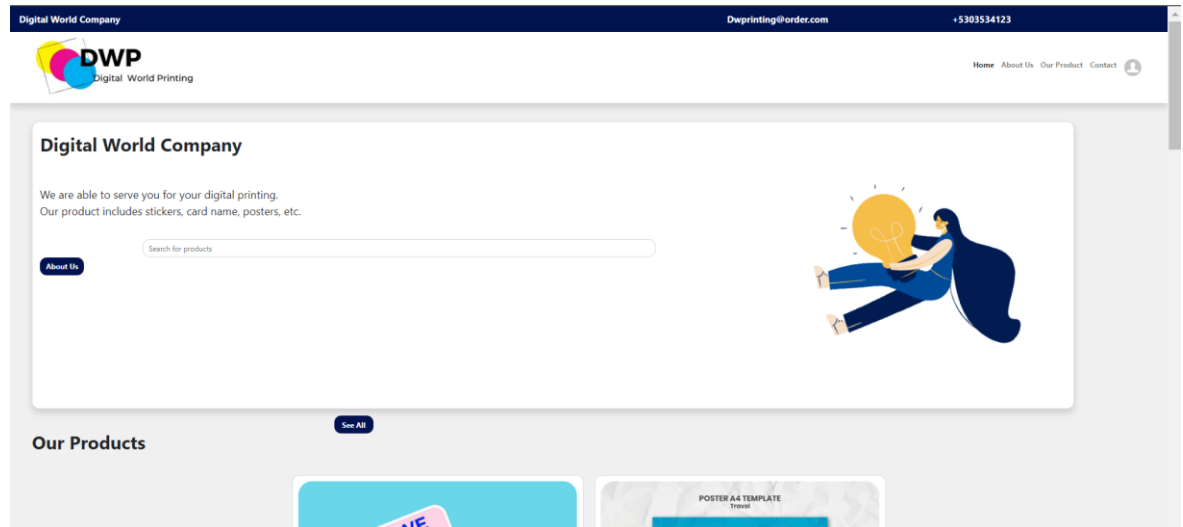 Digital World Company Dwprinting@order.com +5303534123
DWP
Digital World Printing
Home About Us Our Product Contact
Digital World Company
We are able to serve you for your digital printing.
Our product includes stickers, card name, posters, etc.
Search for products
About Us
See All
Our Products
POSTER A4 TEMPLATE
Travel